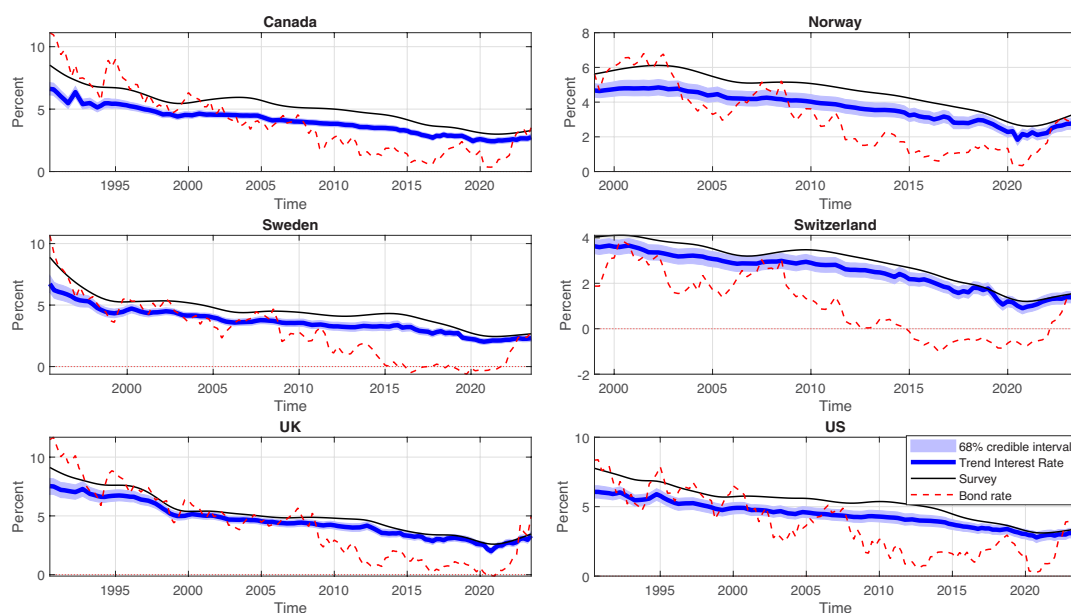 Canada
10
5
0
Percent
1995 2000 2005 2010 2015 2020
Time
Norway
8
6
4
2
0
Percent
2000 2005 2010 2015 2020
Time
Sweden
10
5
0
Percent
2000 2005 2010 2015 2020
Time
Switzerland
4
2
0
-2
Percent
2000 2005 2010 2015 2020
Time
UK
10
5
0
Percent
1995 2000 2005 2010 2015 2020
Time
US
10
5
0
Percent
1995 2000 2005 2010 2015 2020
Time
68% credible interval
Trend Interest Rate
Survey
Bond rate